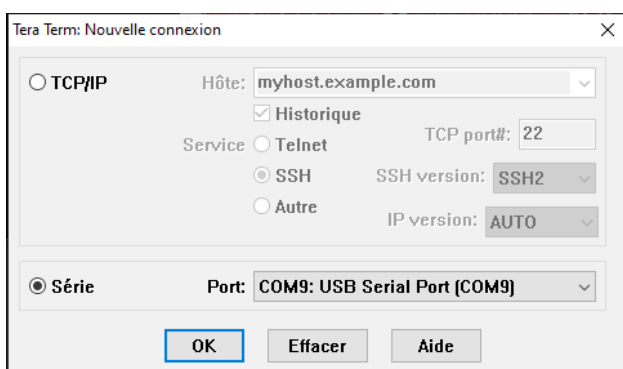 Tera Term: Nouvelle connexion
TCP/IP
Hôte: myhost.example.com
Historique
Service Telnet TCP port#: 22
SSH SSH version: SSH2
Autre
IP version: AUTO
Série Port: COM9: USB Serial Port (COM9)
OK Effacer Aide